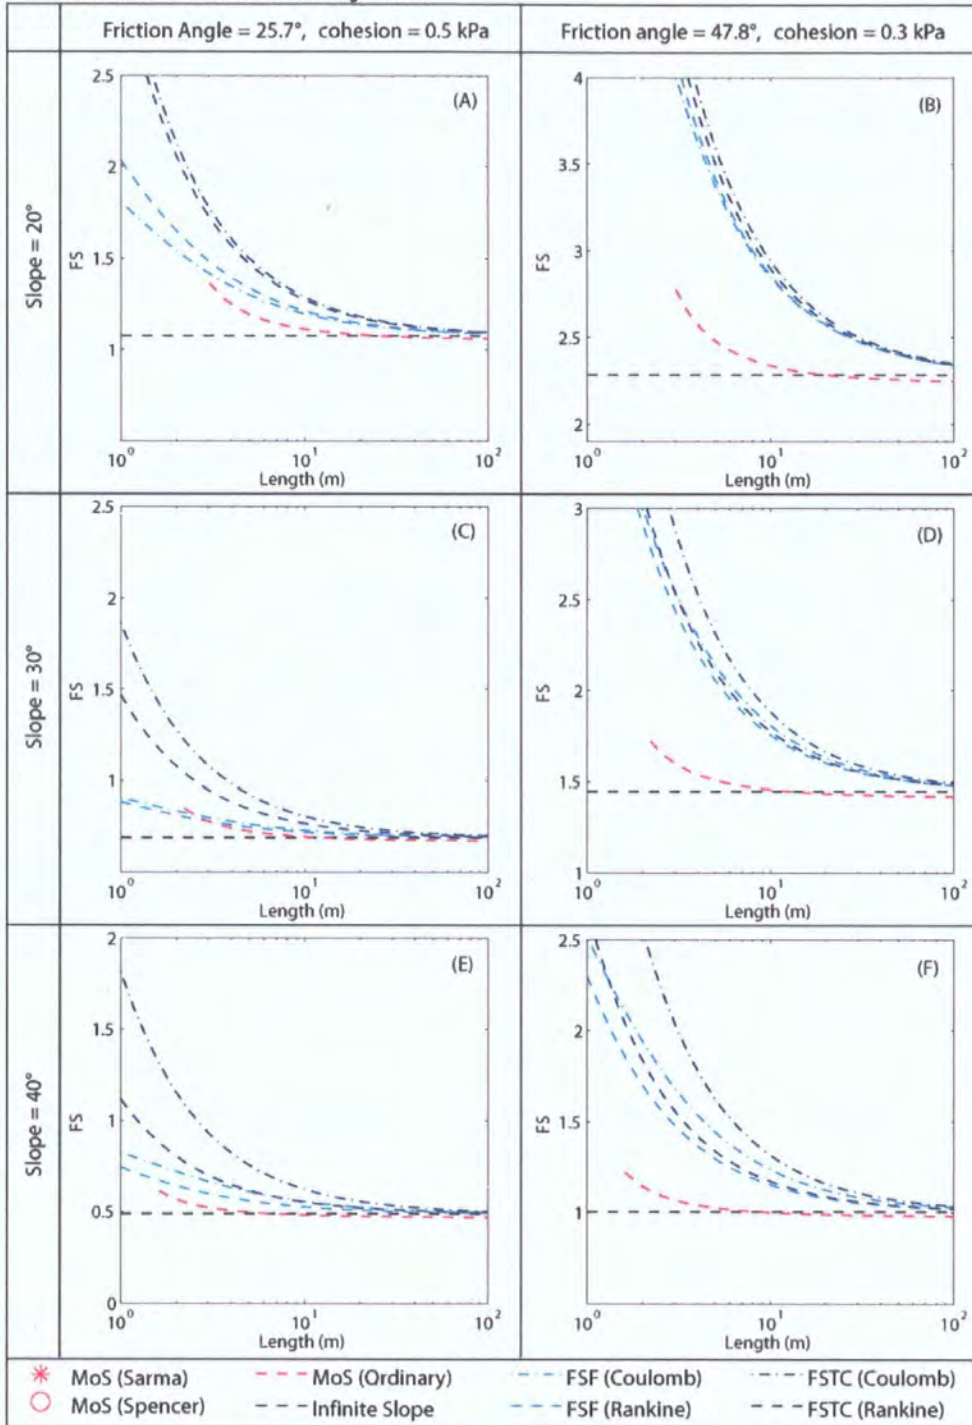 Friction Angle = 25.7°, cohesion = 0.5 kPa
Friction angle = 47.8°, cohesion = 0.3 kPa
Slope = 20°
(A)
2.5
2
1.5
1
FS
10⁰ 10¹ 10²
Length (m)
(B)
4
3.5
3
2.5
2
FS
10⁰ 10¹ 10²
Length (m)
Slope = 30°
(C)
2.5
2
1.5
1
FS
10⁰ 10¹ 10²
Length (m)
(D)
3
2.5
2
1.5
1
FS
10⁰ 10¹ 10²
Length (m)
Slope = 40°
(E)
2
1.5
1
0.5
0
FS
10⁰ 10¹ 10²
Length (m)
(F)
2.5
2
1.5
1
FS
10⁰ 10¹ 10²
Length (m)
MoS (Sarma) MoS (Ordinary) FSF (Coulomb) FSTC (Coulomb)
MoS (Spencer) Infinite Slope FSF (Rankine) FSTC (Rankine)